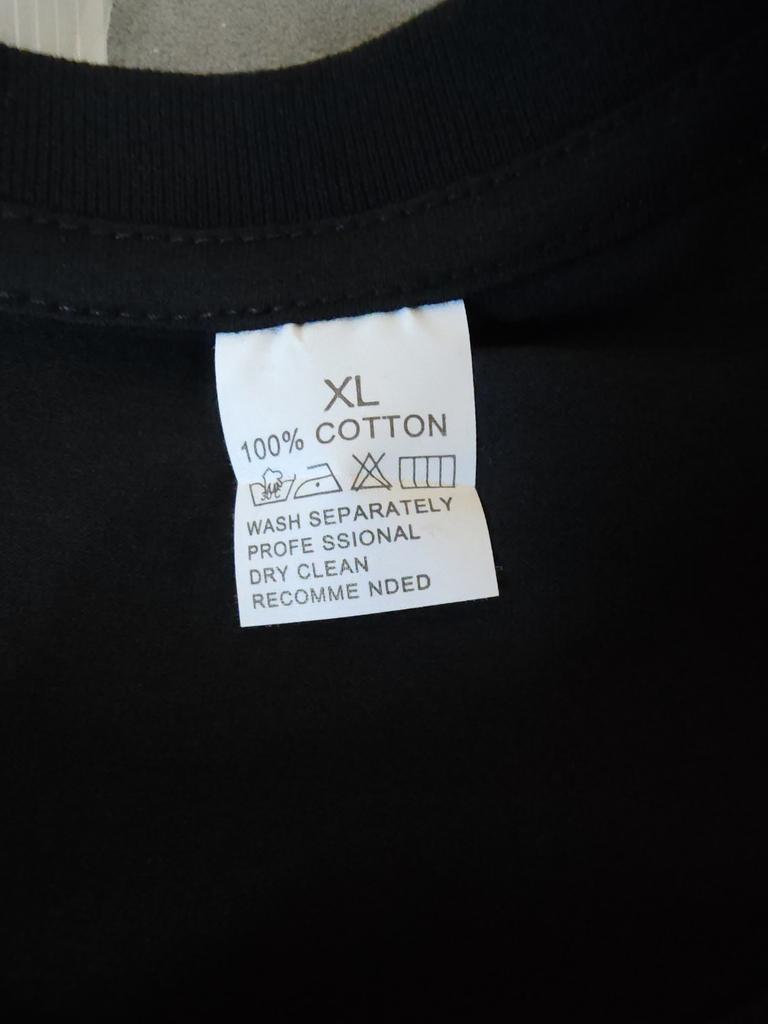 XL
100% COTTON
WASH SEPARATELY
PROFE SSIONAL
DRY CLEAN
RECOMME NDED